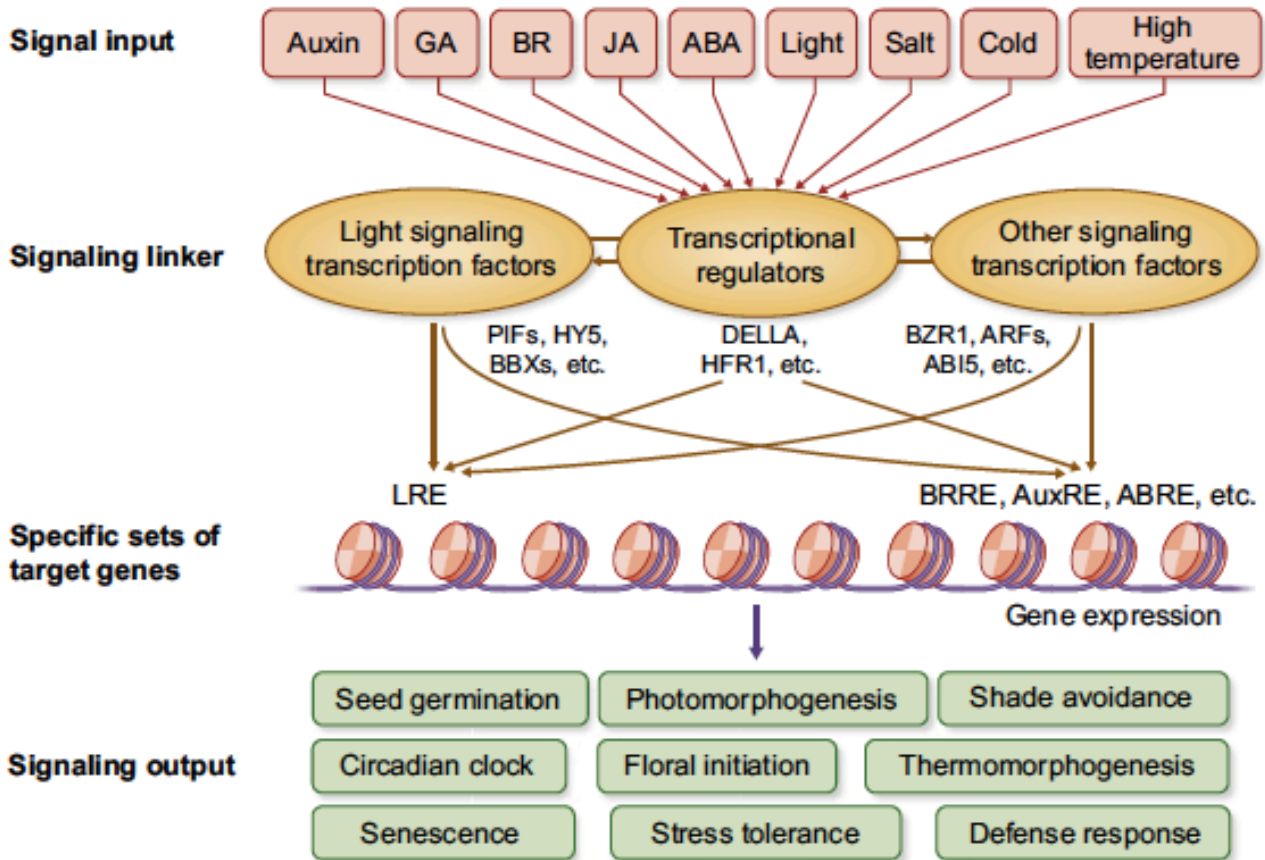 Signal input
Auxin
GA
BR
JA
ABA
Light
Salt
Cold
High
temperature
Signaling linker
Light signaling
transcription factors
Transcriptional
regulators
Other signaling
transcription factors
PIFs, HY5,
BBXs, etc.
DELLA,
HFR1, etc.
BZR1, ARFs,
ABI5, etc.
LRE
BRRE, AuxRE, ABRE, etc.
Specific sets of
target genes
Gene expression
Signaling output
Seed germination
Photomorphogenesis
Shade avoidance
Circadian clock
Floral initiation
Thermomorphogenesis
Senescence
Stress tolerance
Defense response